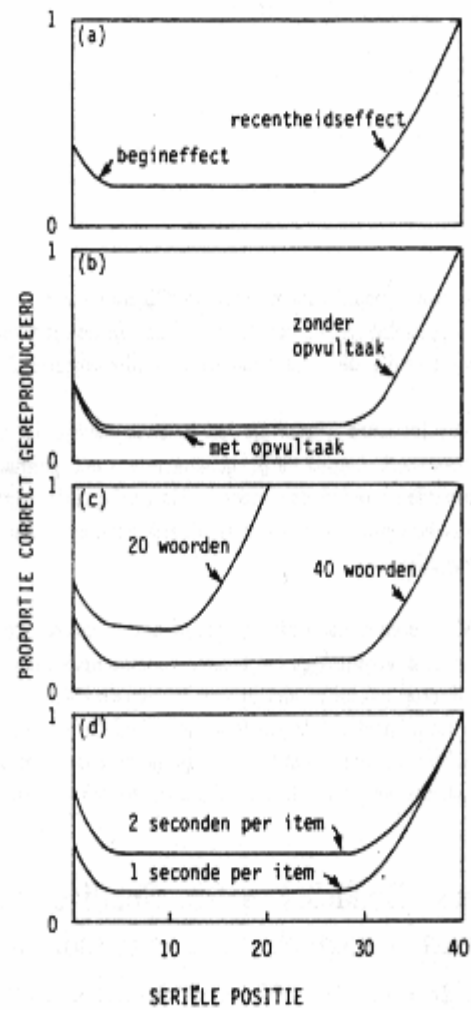 1
(a)
recentheidseffect
begineffect
0
1
(b)
zonder
opvultaak
met opvultaak
0
1
(c)
20 woorden
40 woorden
0
1
(d)
2 seconden per item
1 seconde per item
0
10
20
30
40
SERIËLE POSITIE
PROPORTIE CORRECT GEREPRODUCEERD